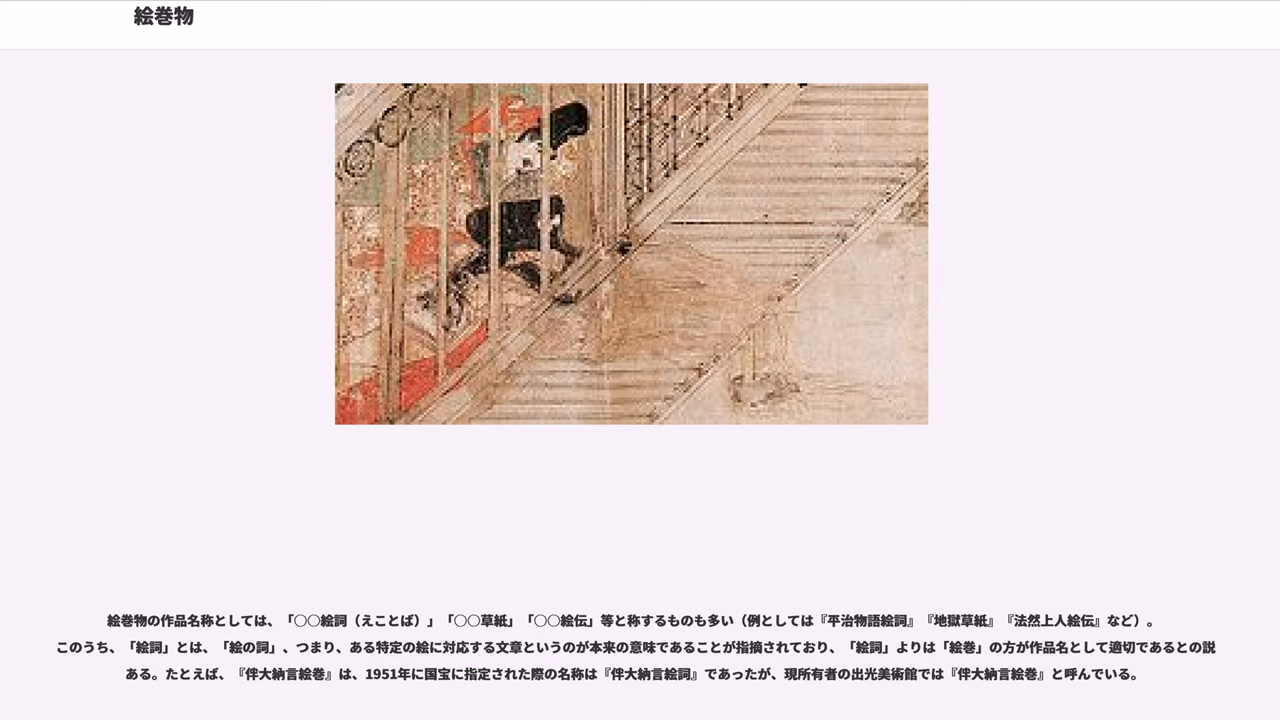 絵巻物
絵巻物の作品名称としては、「○○絵詞（えことば）」「○○草紙」「○○絵伝」等と称するものも多い（例としては『平治物語絵詞』『地獄草紙』『法然上人絵伝』など）。
このうち、「絵詞」とは、「絵の詞」、つまり、ある特定の絵に対応する文章というのが本来の意味であることが指摘されており、「絵詞」よりは「絵巻」の方が作品名として適切であるとの説
ある。たとえば、『伴大納言絵巻』は、1951年に国宝に指定された際の名称は『伴大納言絵詞』であったが、現所有者の出光美術館では『伴大納言絵巻』と呼んでいる。